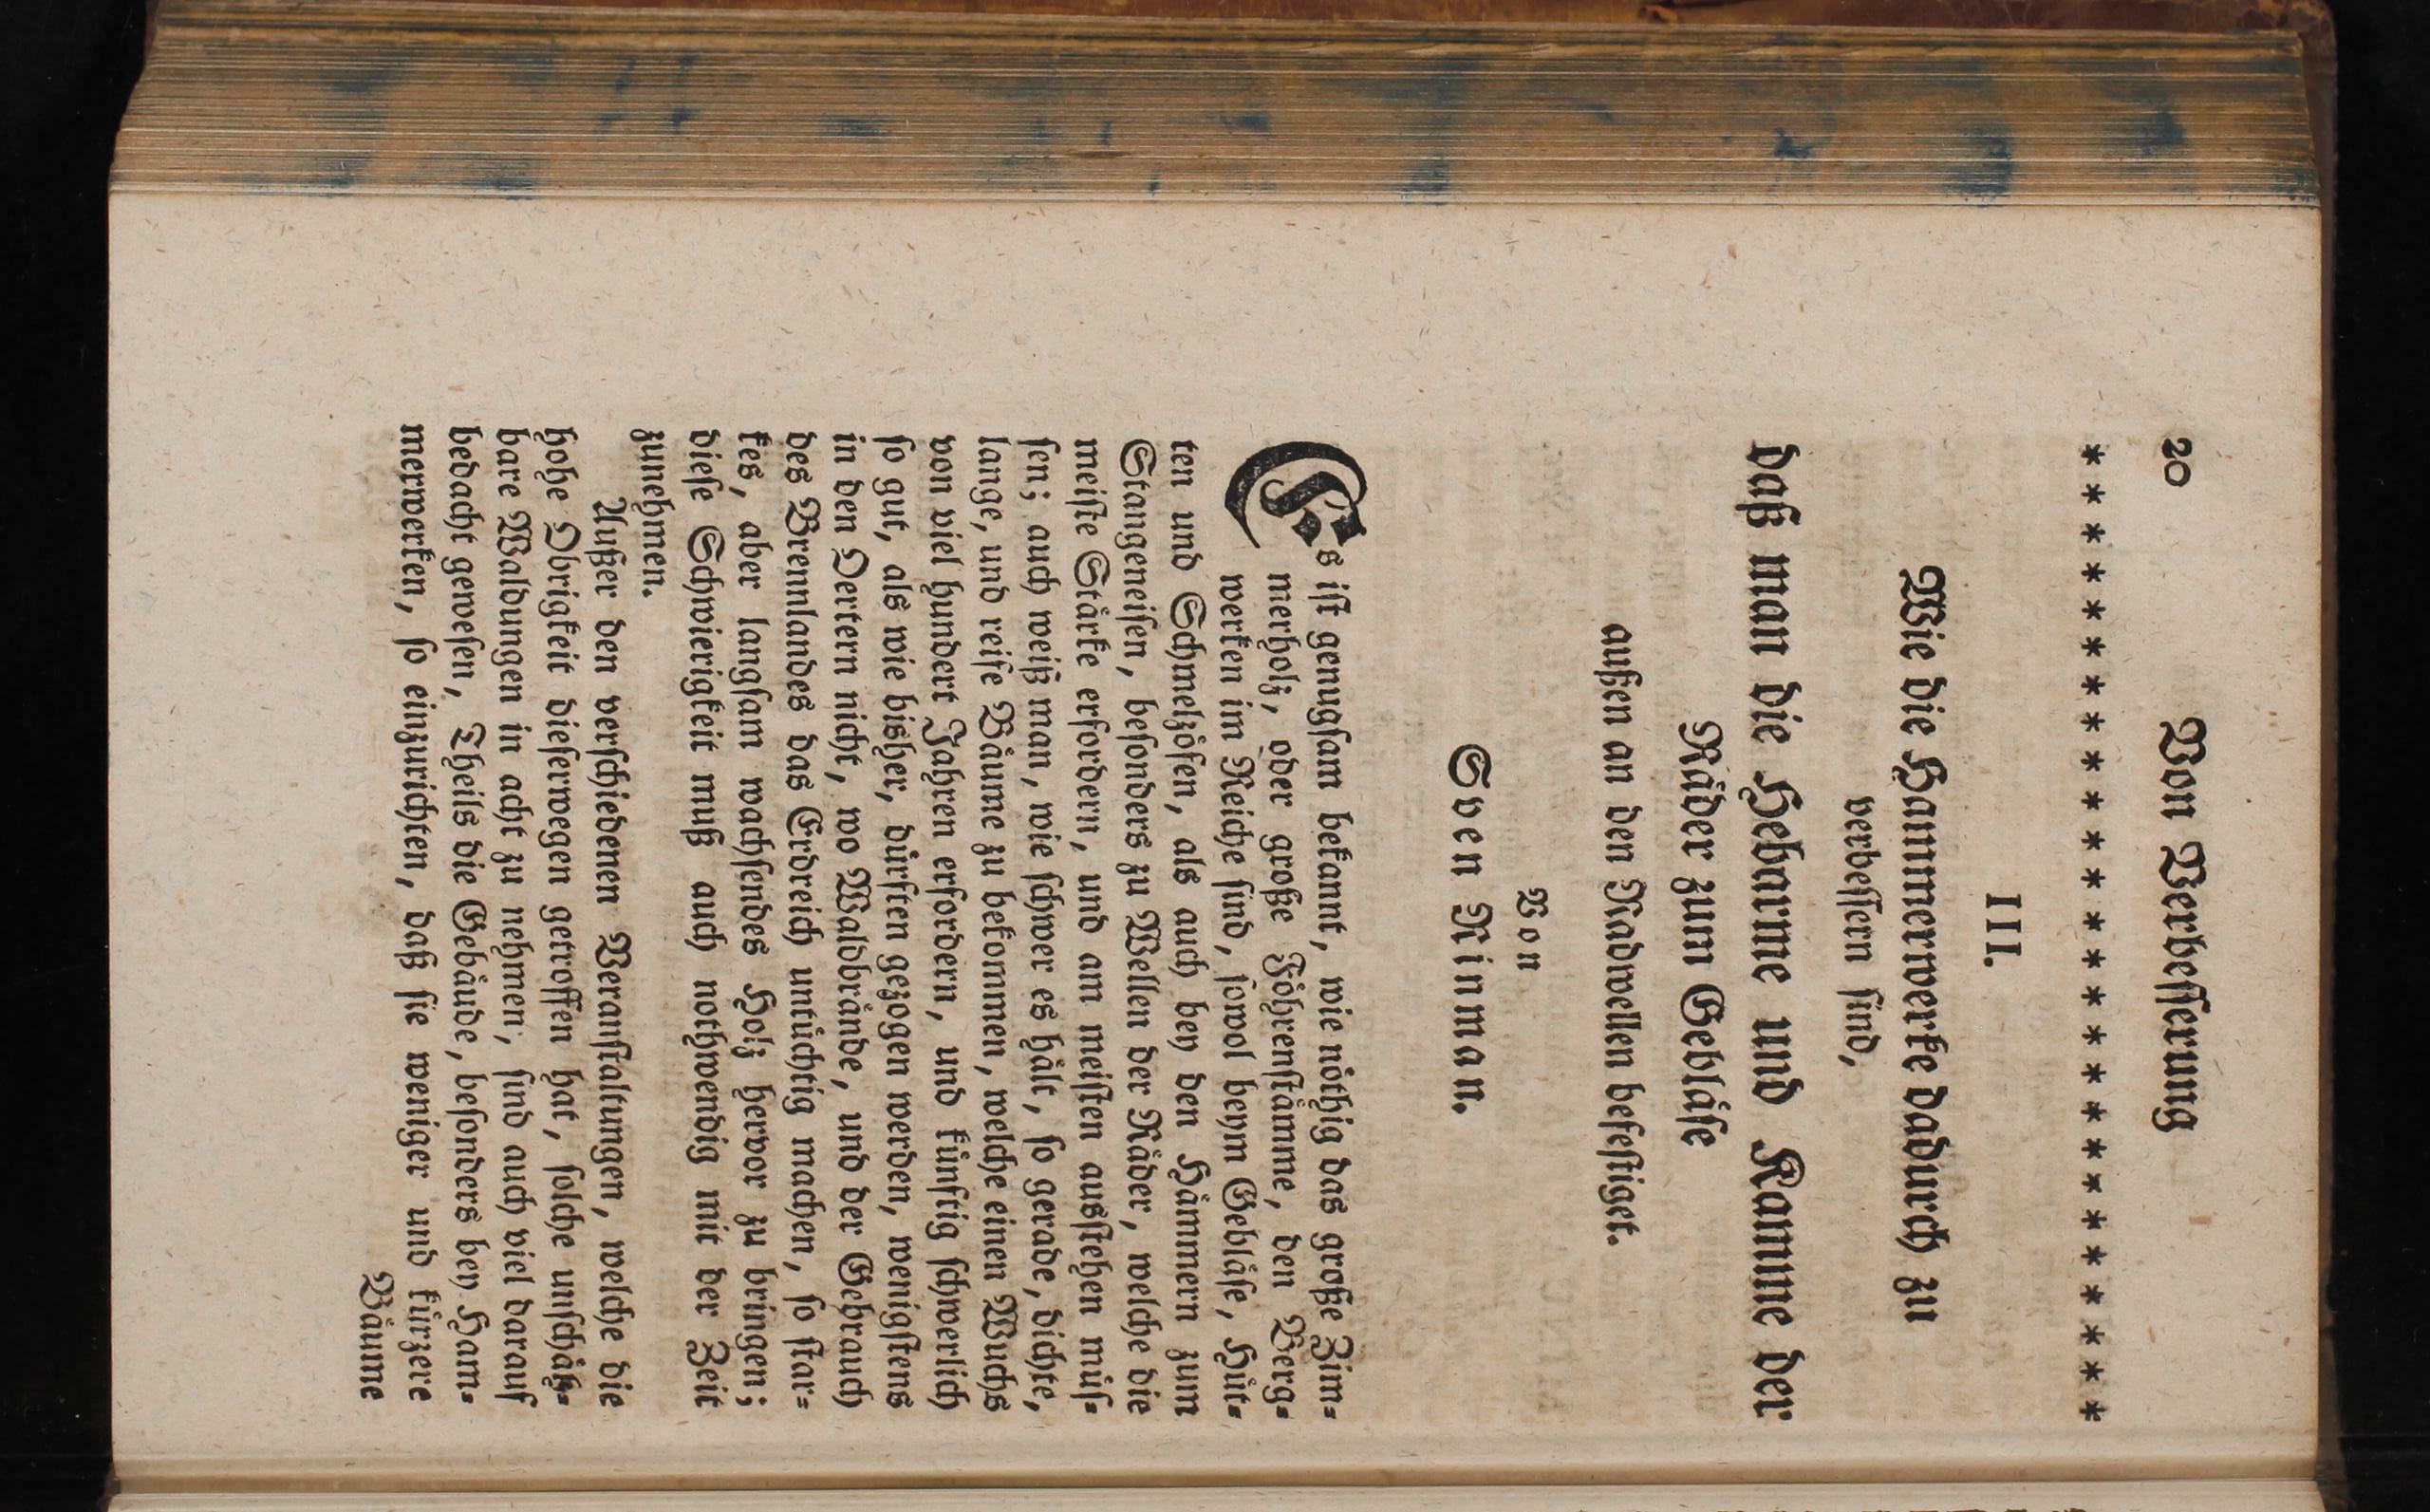 20 Von Verbesserung
* * * * * * * * * * * * * * * * * * * * * * * * * *
III.
Wie die Hammerwerke dadurch zu
verbessern sind,
daß man die Hebarme und Kamme der
Räder zum Gebläse
außen an den Radwellen befestiget.
Von
Sven Rinman.
Es ist genugsam bekannt, wie nöthig das große Zim-
merholz, oder große Föhrenstämme, den Berg-
werken im Reiche sind, sowol beym Gebläse, Hüt-
ten und Schmelzöfen, als auch bey den Hämmern zum
Stangeneisen, besonders zu Wellen der Räder, welche die
meiste Stärke erfordern, und am meisten ausstehen müs-
sen; auch weiß man, wie schwer es hält, so gerade, dichte,
lange, und reife Bäume zu bekommen, welche einen Wuchs
von viel hundert Jahren erfordern, und künftig schwerlich
so gut, als wie bisher, dürften gezogen werden, wenigstens
in den Oertern nicht, wo Waldbrände, und der Gebrauch
des Brennlandes das Erdreich untüchtig machen, so star-
kes, aber langsam wachsendes Holz hervor zu bringen;
diese Schwierigkeit muß auch nothwendig mit der Zeit
zunehmen.
Außer den verschiedenen Veranstaltungen, welche die
hohe Obrigkeit dieserwegen getroffen hat, solche unschätz-
bare Waldungen in acht zu nehmen; sind auch viel darauf
bedacht gewesen, Theils die Gebäude, besonders bey Ham-
merwerken, so einzurichten, daß sie weniger und kürzere
Bäume